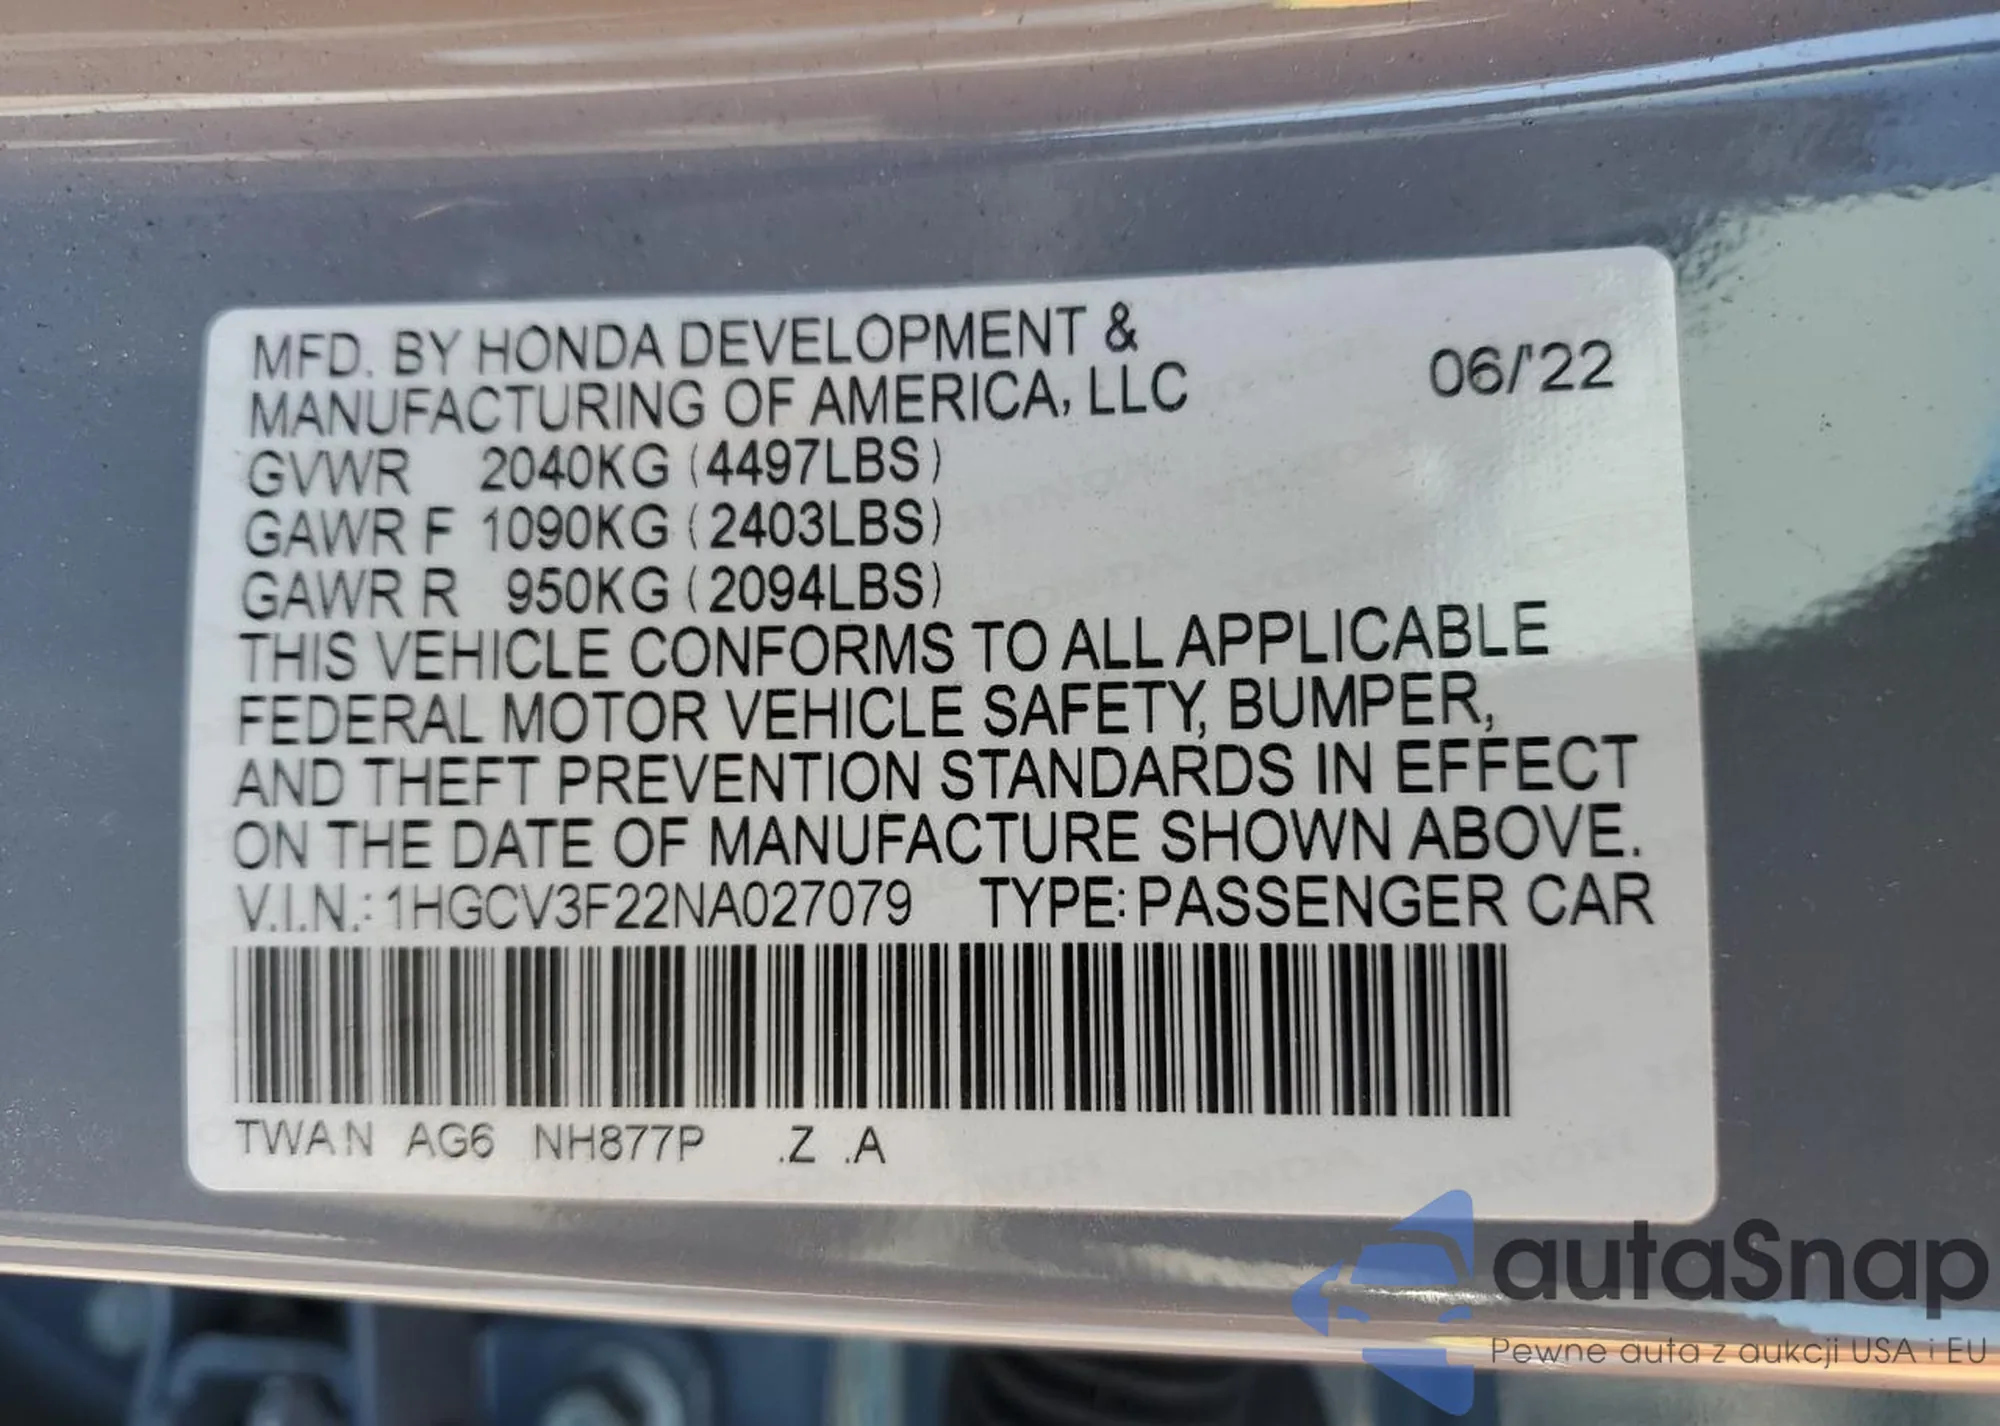 MFD. BY HONDA DEVELOPMENT &
MANUFACTURING OF AMERICA, LLC
06/'22
GVWR 2040KG (4497LBS)
GAWR F 1090KG (2403LBS)
GAWR R 950KG (2094LBS)
THIS VEHICLE CONFORMS TO ALL APPLICABLE
FEDERAL MOTOR VEHICLE SAFETY, BUMPER,
AND THEFT PREVENTION STANDARDS IN EFFECT
ON THE DATE OF MANUFACTURE SHOWN ABOVE.
V.I.N.: 1HGCV3F22NA027079 TYPE: PASSENGER CAR
TWAN AG6 NH877P .Z .A
autaSnap
Pewne auta z aukcji USA i EU